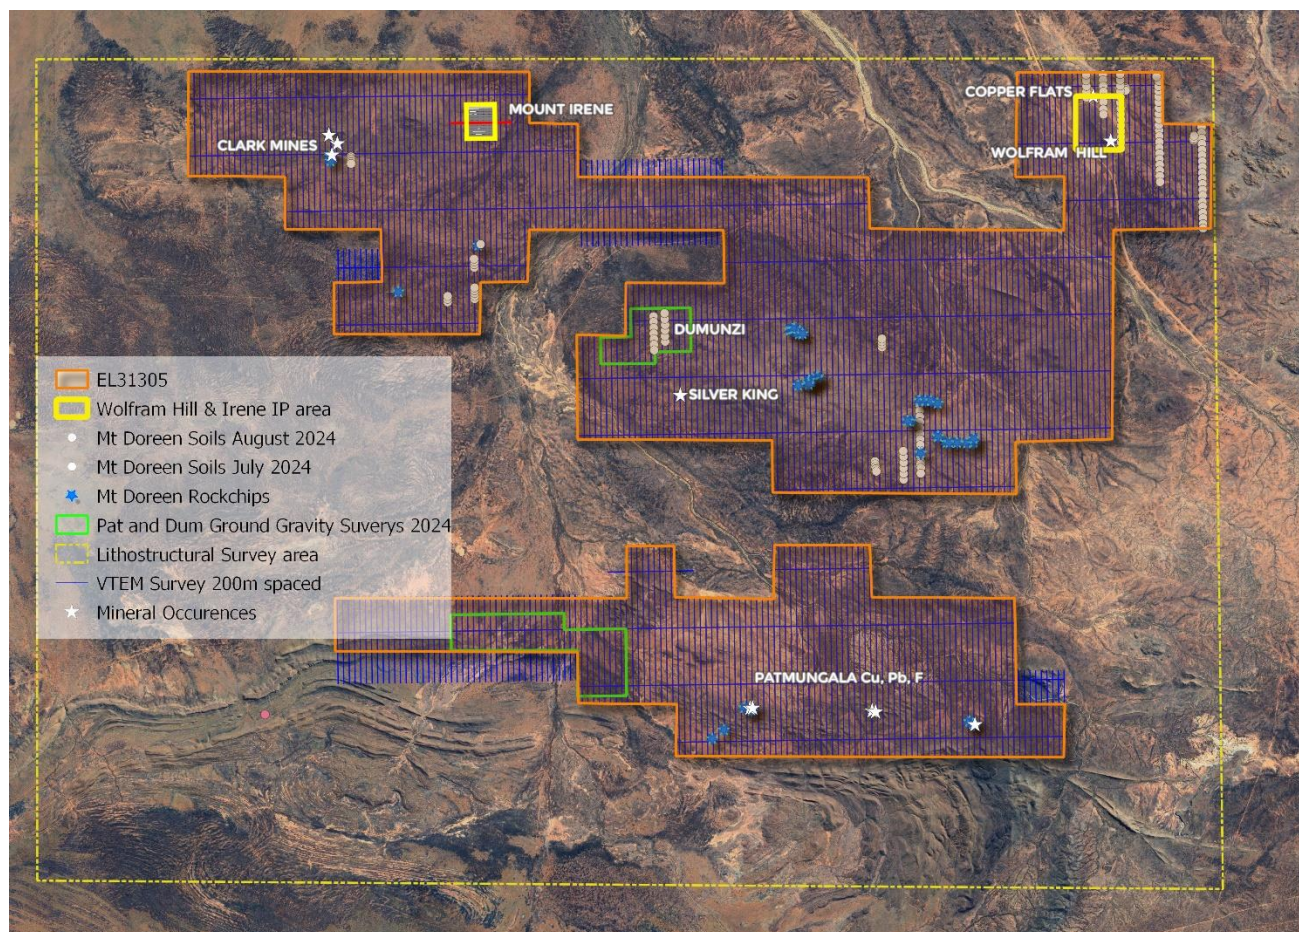 MOUNT IRENE
COPPER FLATS
CLARK MINES
WOLFRAM HILL
DUMUNZI
SILVER KING
EL31305
Wolfram Hill & Irene IP area
Mt Doreen Soils August 2024
Mt Doreen Soils July 2024
Mt Doreen Rockchips
Pat and Dum Ground Gravity Suverys 2024
Lithostructural Survey area
VTEM Survey 200m spaced
Mineral Occurences
PATMUNGALA Cu, Pb, F